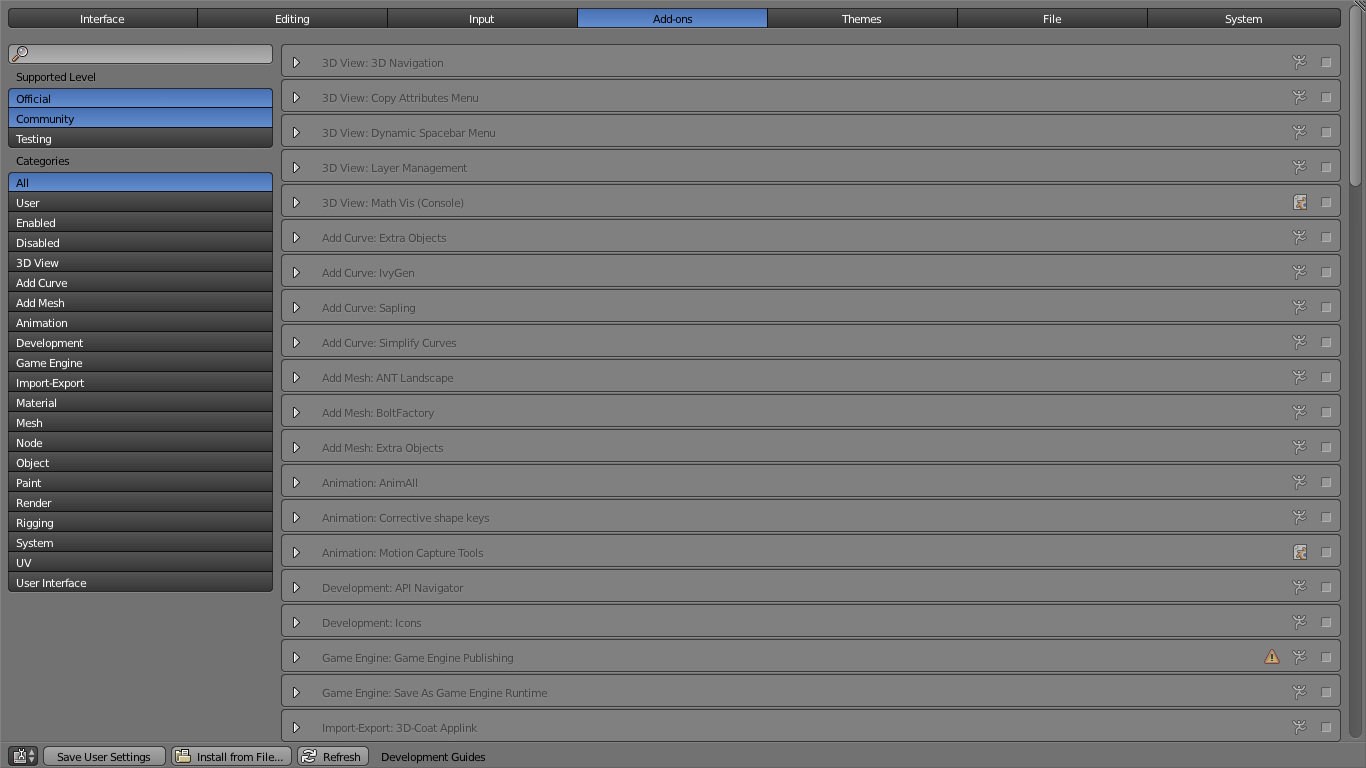 Interface Editing Input Add-ons Themes File System
Supported Level
Official
Community
Testing
Categories
All
User
Enabled
Disabled
3D View
Add Curve
Add Mesh
Animation
Development
Game Engine
Import-Export
Material
Mesh
Node
Object
Paint
Render
Rigging
System
UV
User Interface
3D View: 3D Navigation
3D View: Copy Attributes Menu
3D View: Dynamic Spacebar Menu
3D View: Layer Management
3D View: Math Vis (Console)
Add Curve: Extra Objects
Add Curve: IvyGen
Add Curve: Sapling
Add Curve: Simplify Curves
Add Mesh: ANT Landscape
Add Mesh: BoltFactory
Add Mesh: Extra Objects
Animation: AnimAll
Animation: Corrective shape keys
Animation: Motion Capture Tools
Development: API Navigator
Development: Icons
Game Engine: Game Engine Publishing
Game Engine: Save As Game Engine Runtime
Import-Export: 3D-Coat Applink
Save User Settings Install from File... Refresh Development Guides